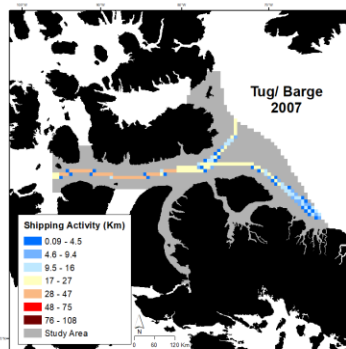 Tug/ Barge
2007
Shipping Activity (Km)
0.09 - 4.5
4.6 - 9.4
9.5 - 16
17 - 27
28 - 47
48 - 75
76 - 108
Study Area
N
0 60 120 Km